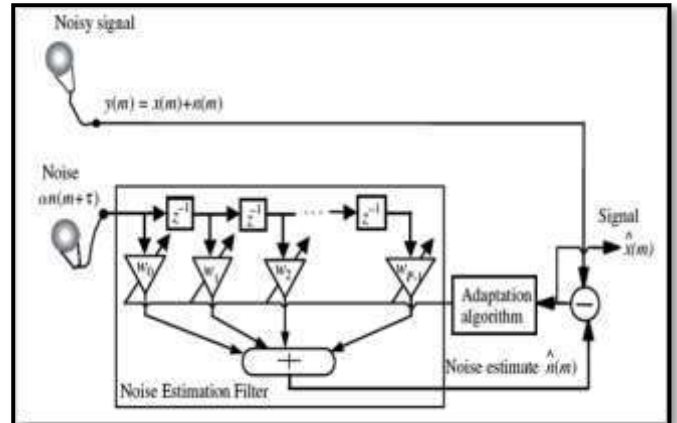 Noisy signal
y(m) = x(m)+n(m)
Noise
αn(m+τ)
z⁻¹ z⁻¹ ... z⁻¹
Signal
x̂(m)
w₀ w₁ w₂ wₚ₋₁
Adaptation
algorithm
−
+
Noise estimate n̂(m)
Noise Estimation Filter